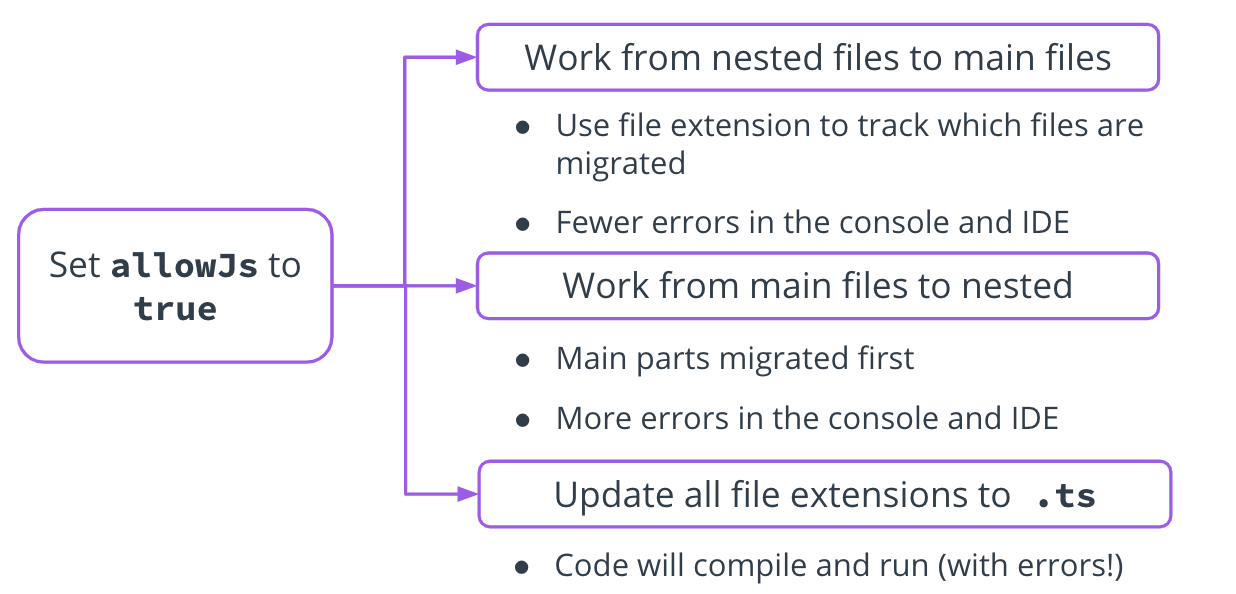 Work from nested files to main files
● Use file extension to track which files are
migrated
● Fewer errors in the console and IDE
Set allowJs to
true
Work from main files to nested
● Main parts migrated first
● More errors in the console and IDE
Update all file extensions to .ts
● Code will compile and run (with errors!)